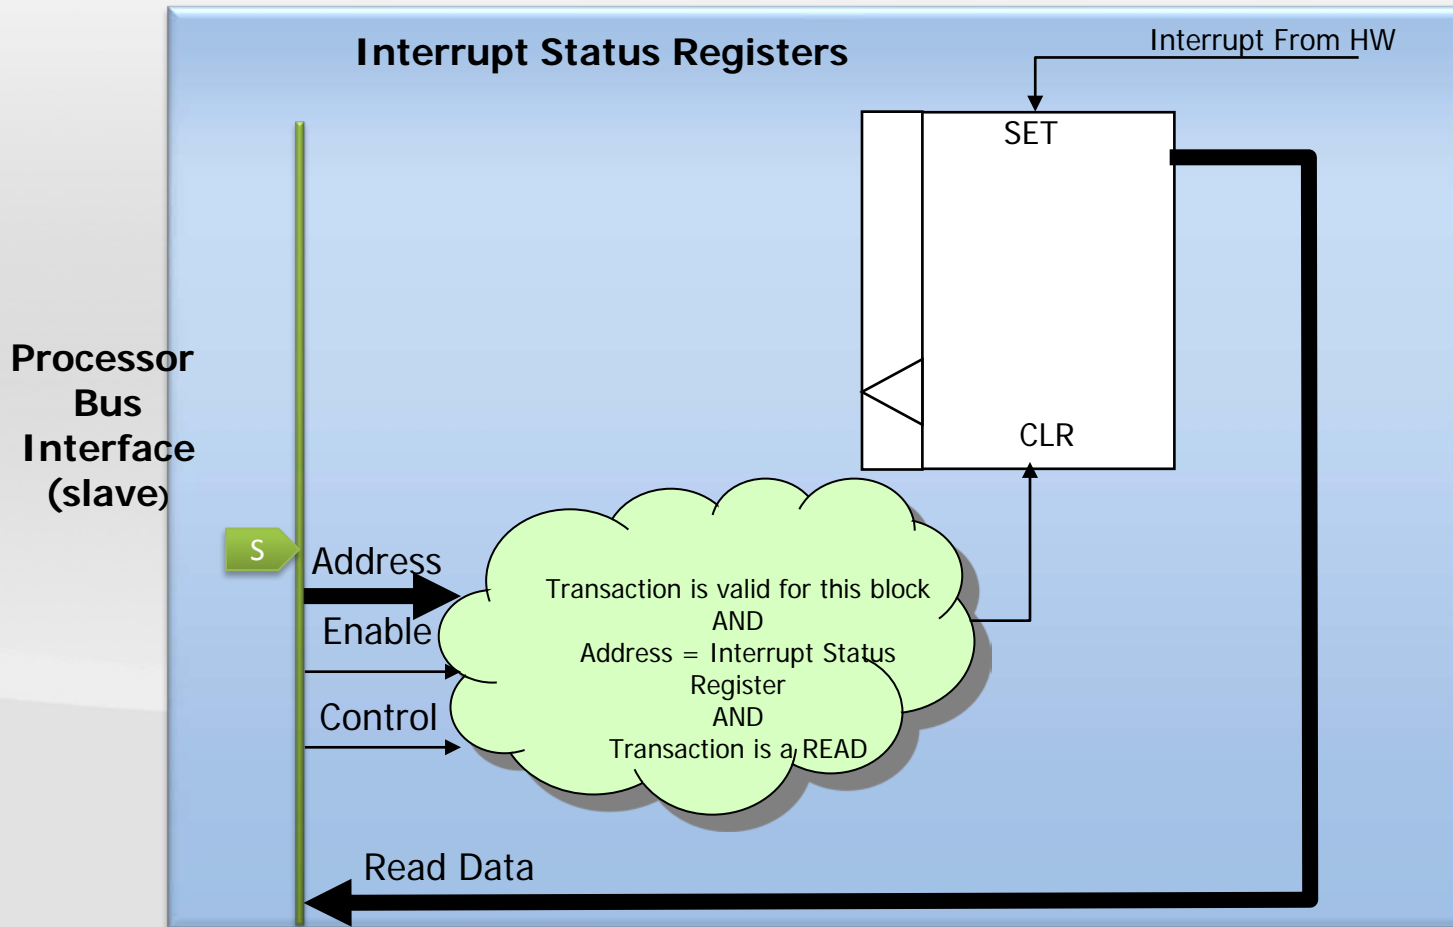 Interrupt Status Registers
Interrupt From HW
SET
CLR
Processor
Bus
Interface
(slave)
S
Address
Enable
Control
Transaction is valid for this block
AND
Address = Interrupt Status
Register
AND
Transaction is a READ
Read Data